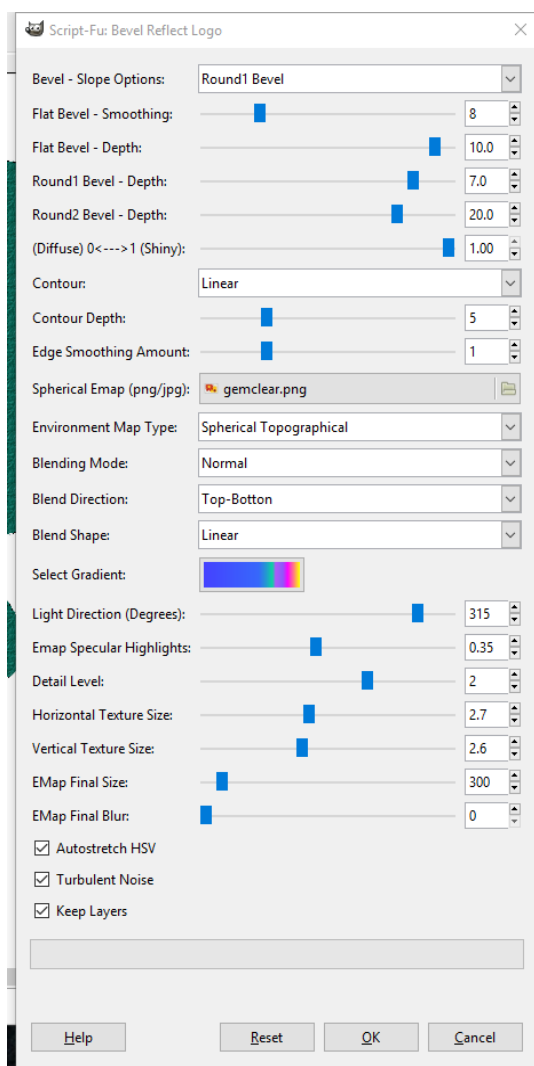 Script-Fu: Bevel Reflect Logo
Bevel - Slope Options: Round1 Bevel
Flat Bevel - Smoothing: 8
Flat Bevel - Depth: 10.0
Round1 Bevel - Depth: 7.0
Round2 Bevel - Depth: 20.0
(Diffuse) 0<--->1 (Shiny): 1.00
Contour: Linear
Contour Depth: 5
Edge Smoothing Amount: 1
Spherical Emap (png/jpg): gemclear.png
Environment Map Type: Spherical Topographical
Blending Mode: Normal
Blend Direction: Top-Botton
Blend Shape: Linear
Select Gradient:
Light Direction (Degrees): 315
Emap Specular Highlights: 0.35
Detail Level: 2
Horizontal Texture Size: 2.7
Vertical Texture Size: 2.6
EMap Final Size: 300
EMap Final Blur: 0
Autostretch HSV
Turbulent Noise
Keep Layers
Help Reset OK Cancel